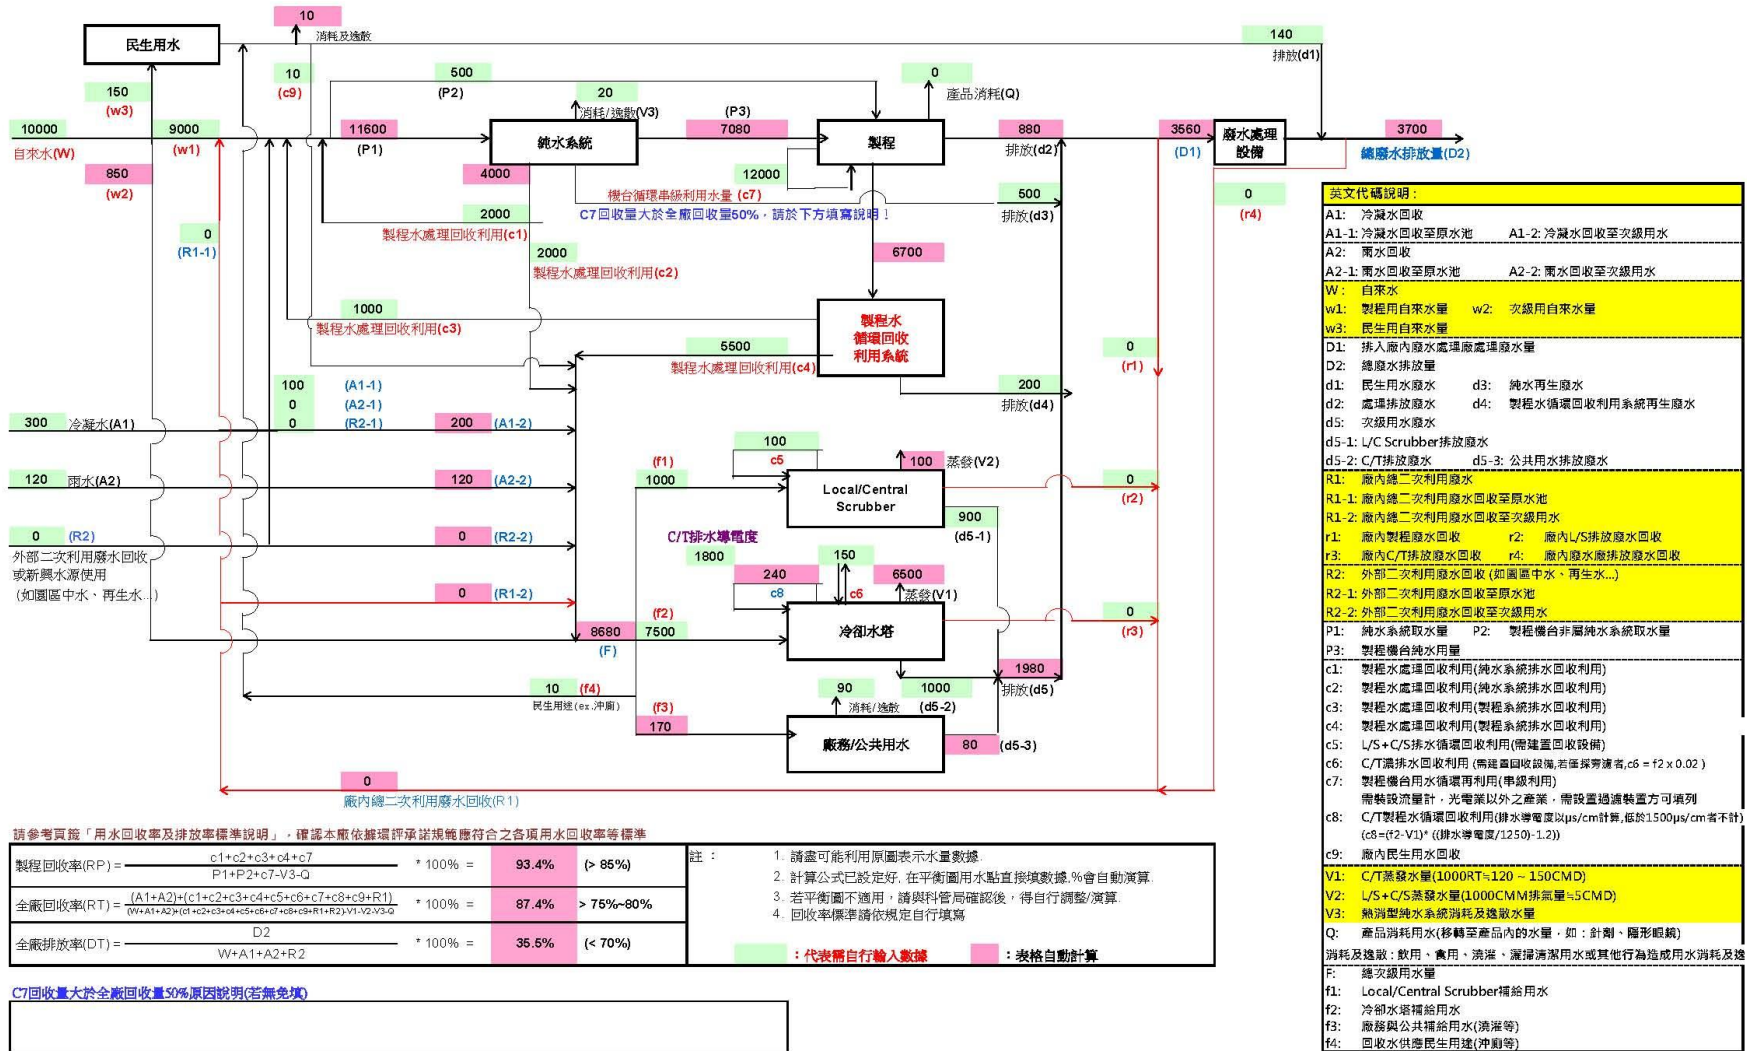 10
消耗及逸散
民生用水
140
排放(d1)
10
(c9)
500
(P2)
0
產品消耗(Q)
150
(w3)
20
消耗/逸散(V3)
(P3)
10000
自來水(W)
9000
(w1)
11600
(P1)
純水系統
7080
製程
880
排放(d2)
3560
(D1)
廢水處理
設備
3700
總廢水排放量(D2)
850
(w2)
4000
12000
機台循環串級利用水量 (c7)
500
排放(d3)
0
(r4)
C7回收量大於全廠回收量50%，請於下方填寫說明！
2000
製程水處理回收利用(c1)
0
(R1-1)
2000
製程水處理回收利用(c2)
6700
1000
製程水處理回收利用(c3)
製程水
循環回收
利用系統
5500
製程水處理回收利用(c4)
0
(r1)
200
排放(d4)
100 (A1-1)
0 (A2-1)
0 (R2-1)
300 冷凝水(A1)
200 (A1-2)
100
c5
100 蒸發(V2)
(f1)
1000
Local/Central
Scrubber
0
(r2)
120 雨水(A2)
120 (A2-2)
900
(d5-1)
0 (R2)
外部二次利用廢水回收
或新興水源使用
(如園區中水、再生水...)
0 (R2-2)
C/T排水導電度
1800
150
240
c8
c6
6500
蒸發(V1)
0 (R1-2)
(f2)
8680
(F)
7500
冷卻水塔
0
(r3)
1980
排放(d5)
10 (f4)
民生用途(ex.沖廁)
90
消耗/逸散
1000
(d5-2)
(f3)
170
廠務/公共用水
80 (d5-3)
0
廠內總二次利用廢水回收(R1)
英文代碼說明：
A1: 冷凝水回收
A1-1: 冷凝水回收至原水池 A1-2: 冷凝水回收至次級用水
A2: 雨水回收
A2-1: 雨水回收至原水池 A2-2: 雨水回收至次級用水
W: 自來水
w1: 製程用自來水量 w2: 次級用自來水量
w3: 民生用自來水量
D1: 排入廠內廢水處理廠處理廢水量
D2: 總廢水排放量
d1: 民生用水廢水 d3: 純水再生廢水
d2: 處理排放廢水 d4: 製程水循環回收利用系統再生廢水
d5: 次級用水廢水
d5-1: L/C Scrubber排放廢水
d5-2: C/T排放廢水 d5-3: 公共用水排放廢水
R1: 廠內總二次利用廢水
R1-1: 廠內總二次利用廢水回收至原水池
R1-2: 廠內總二次利用廢水回收至次級用水
r1: 廠內製程廢水回收 r2: 廠內L/S排放廢水回收
r3: 廠內C/T排放廢水回收 r4: 廠內廢水廠排放廢水回收
R2: 外部二次利用廢水回收 (如園區中水、再生水...)
R2-1: 外部二次利用廢水回收至原水池
R2-2: 外部二次利用廢水回收至次級用水
P1: 純水系統取水量 P2: 製程機台非屬純水系統取水量
P3: 製程機台純水用量
c1: 製程水處理回收利用(純水系統排水回收利用)
c2: 製程水處理回收利用(純水系統排水回收利用)
c3: 製程水處理回收利用(製程系統排水回收利用)
c4: 製程水處理回收利用(製程系統排水回收利用)
c5: L/S+C/S排水循環回收利用(需建置回收設備)
c6: C/T濃排水回收利用 (需建置回收設備,若僅採旁濾者,c6 = f2 x 0.02 )
c7: 製程機台用水循環再利用(串級利用)
需裝設流量計，光電業以外之產業，需設置過濾裝置方可填列
c8: C/T製程水循環回收利用(排水導電度以μs/cm計算,低於1500μs/cm者不計)
(c8=(f2-V1)* ((排水導電度/1250)-1.2))
c9: 廠內民生用水回收
V1: C/T蒸發水量(1000RT≒120 ~ 150CMD)
V2: L/S+C/S蒸發水量(1000CMM排氣量≒5CMD)
V3: 熱消型純水系統消耗及逸散水量
Q: 產品消耗用水(移轉至產品內的水量，如：針劑、隱形眼鏡)
消耗及逸散：飲用、食用、澆灌、灑掃清潔用水或其他行為造成用水消耗及逸
F: 總次級用水量
f1: Local/Central Scrubber補給用水
f2: 冷卻水塔補給用水
f3: 廠務與公共補給用水(澆灌等)
f4: 回收水供應民生用途(沖廁等)
請參考頁籤「用水回收率及排放率標準說明」，確認本廠依據環評承諾規範應符合之各項用水回收率等標準
製程回收率(RP) = c1+c2+c3+c4+c7
P1+P2+c7-V3-Q
* 100% = 93.4% (> 85%)
全廠回收率(RT) = (A1+A2)+(c1+c2+c3+c4+c5+c6+c7+c8+c9+R1)
(W+A1+A2)+(c1+c2+c3+c4+c5+c6+c7+c8+c9+R1+R2)-V1-V2-V3-Q
* 100% = 87.4% > 75%~80%
全廠排放率(DT) = D2
W+A1+A2+R2
* 100% = 35.5% (< 70%)
註：
1. 請盡可能利用原圖表示水量數據
2. 計算公式已設定好, 在平衡圖用水點直接填數據,%會自動演算.
3. 若平衡圖不適用，請與科管局確認後，得自行調整/演算.
4. 回收率標準請依規定自行填寫
：代表需自行輸入數據
：表格自動計算
C7回收量大於全廠回收量50%原因說明(若無免填)